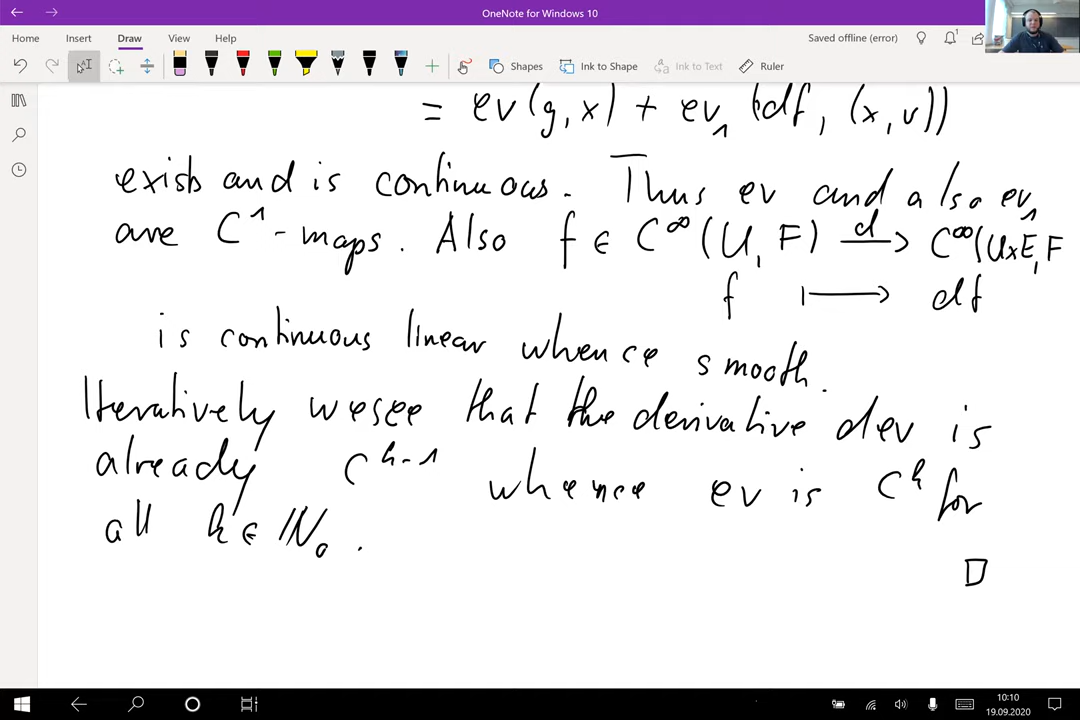 OneNote for Windows 10
Home Insert Draw View Help
Saved offline (error)
Shapes Ink to Shape Ink to Text Ruler
= ev(g,x) + ev₁(df, (x,v))
exists and is continuous. Thus ev and also ev₁
are C¹-maps. Also f ∈ C^∞(U,F) →d C^∞(U×E,F
f ↦ df
is continuous linear whence smooth.
Iteratively we see that the derivative dev is
already C^{k-1} whence ev is C^k for
all k ∈ ℕ₀.
□
10:10
19.09.2020